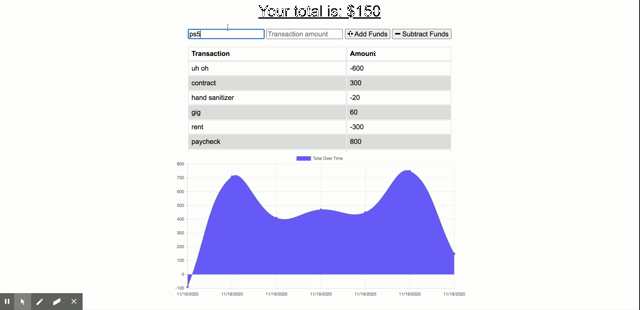 Your total is: $150
ps5 Transaction amount Add Funds Subtract Funds
Transaction Amount
uh oh -600
contract 300
hand sanitizer -20
gig 60
rent -300
paycheck 800
Total Over Time
800
700
600
500
400
300
200
100
0
-100
11/19/2020 11/19/2020 11/19/2020 11/19/2020 11/19/2020 11/19/2020 11/19/2020